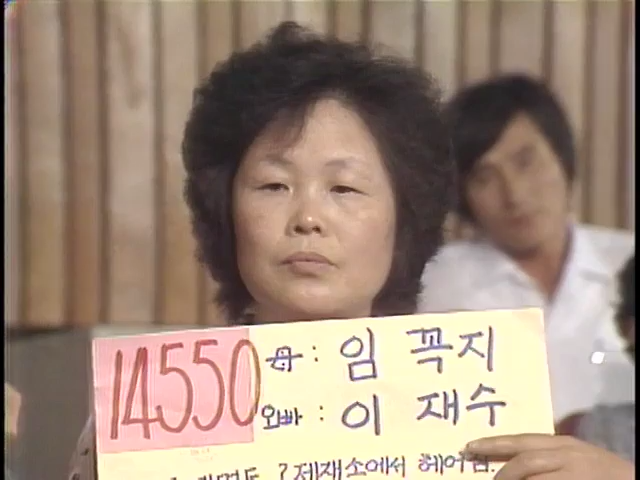 14550 母: 임 꼭지
오빠: 이 재수
제재소에서 헤어짐.